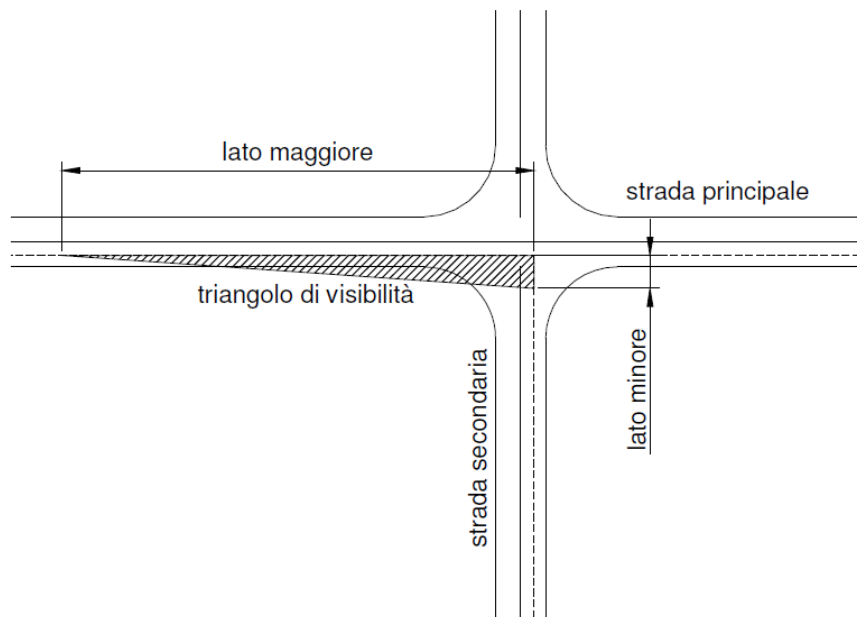 lato maggiore
strada principale
triangolo di visibilità
strada secondaria
lato minore